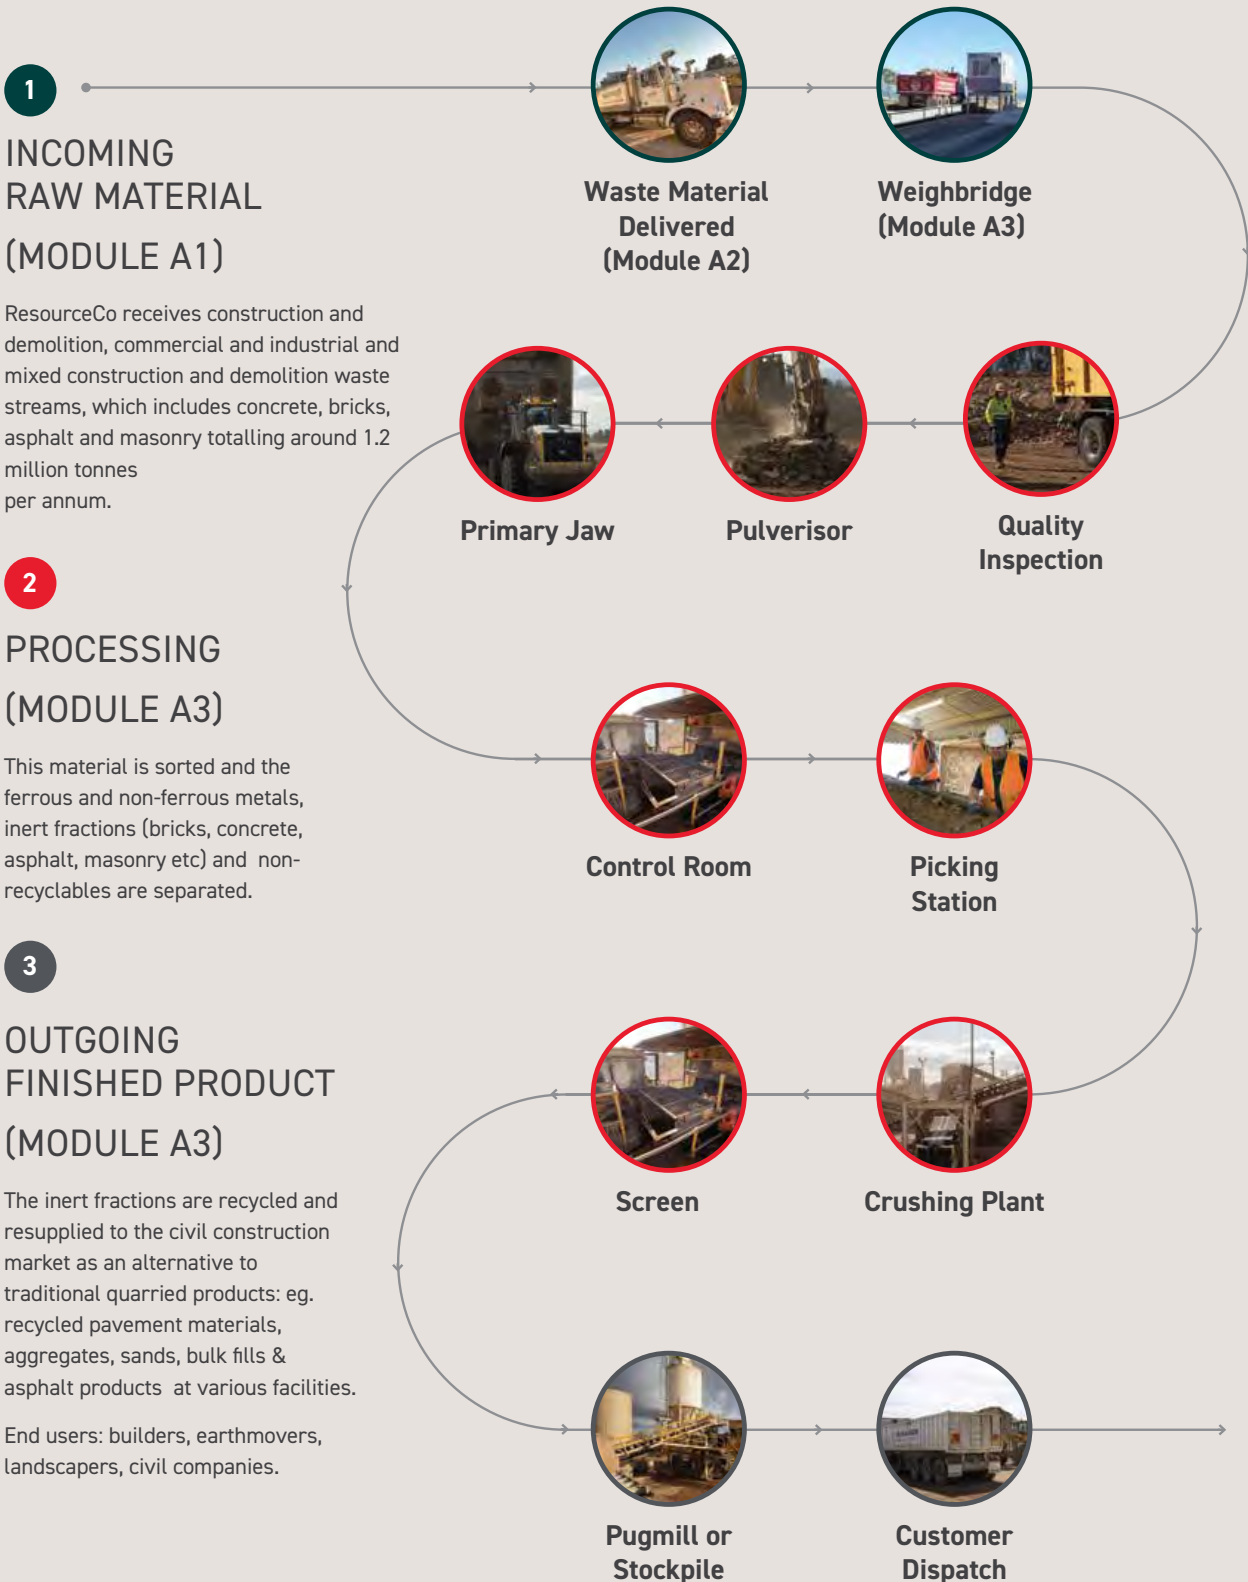 1
INCOMING
RAW MATERIAL
(MODULE A1)
ResourceCo receives construction and
demolition, commercial and industrial and
mixed construction and demolition waste
streams, which includes concrete, bricks,
asphalt and masonry totalling around 1.2
million tonnes
per annum.
Waste Material
Delivered
(Module A2)
Weighbridge
(Module A3)
Primary Jaw
Pulverisor
Quality
Inspection
2
PROCESSING
(MODULE A3)
This material is sorted and the
ferrous and non-ferrous metals,
inert fractions (bricks, concrete,
asphalt, masonry etc) and  non-
recyclables are separated.
Control Room
Picking
Station
3
OUTGOING
FINISHED PRODUCT
(MODULE A3)
The inert fractions are recycled and
resupplied to the civil construction
market as an alternative to
traditional quarried products: eg.
recycled pavement materials,
aggregates, sands, bulk fills &
asphalt products  at various facilities.
End users: builders, earthmovers,
landscapers, civil companies.
Screen
Crushing Plant
Pugmill or
Stockpile
Customer
Dispatch